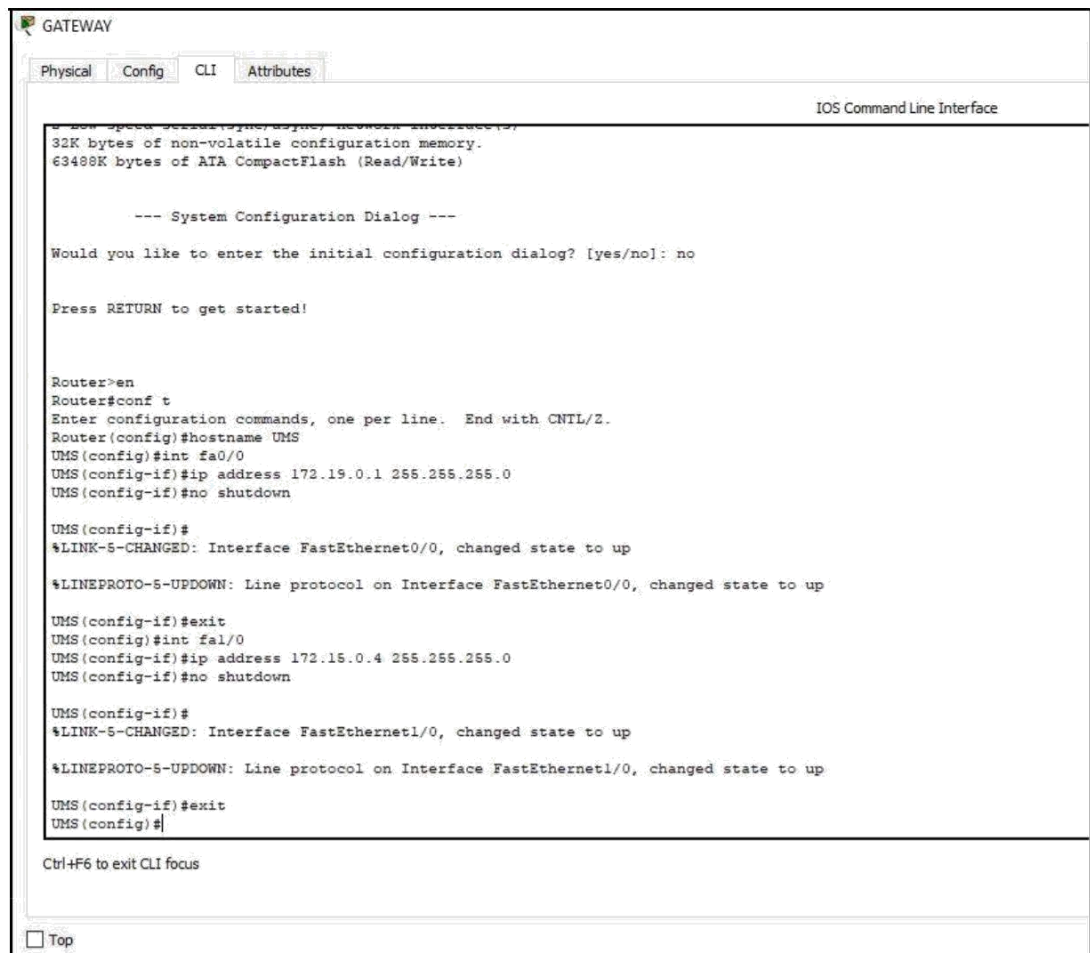 GATEWAY
Physical Config CLI Attributes
IOS Command Line Interface
2 Low-speed serial(sync/async) network interface(s)
32K bytes of non-volatile configuration memory.
63488K bytes of ATA CompactFlash (Read/Write)
--- System Configuration Dialog ---
Would you like to enter the initial configuration dialog? [yes/no]: no
Press RETURN to get started!
Router>en
Router#conf t
Enter configuration commands, one per line.  End with CNTL/Z.
Router(config)#hostname UMS
UMS(config)#int fa0/0
UMS(config-if)#ip address 172.19.0.1 255.255.255.0
UMS(config-if)#no shutdown
UMS(config-if)#
%LINK-5-CHANGED: Interface FastEthernet0/0, changed state to up
%LINEPROTO-5-UPDOWN: Line protocol on Interface FastEthernet0/0, changed state to up
UMS(config-if)#exit
UMS(config)#int fa1/0
UMS(config-if)#ip address 172.15.0.4 255.255.255.0
UMS(config-if)#no shutdown
UMS(config-if)#
%LINK-5-CHANGED: Interface FastEthernet1/0, changed state to up
%LINEPROTO-5-UPDOWN: Line protocol on Interface FastEthernet1/0, changed state to up
UMS(config-if)#exit
UMS(config)#
Ctrl+F6 to exit CLI focus
Top